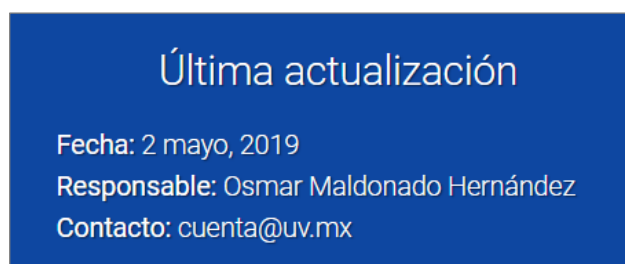 Última actualización
Fecha: 2 mayo, 2019
Responsable: Osmar Maldonado Hernández
Contacto: cuenta@uv.mx